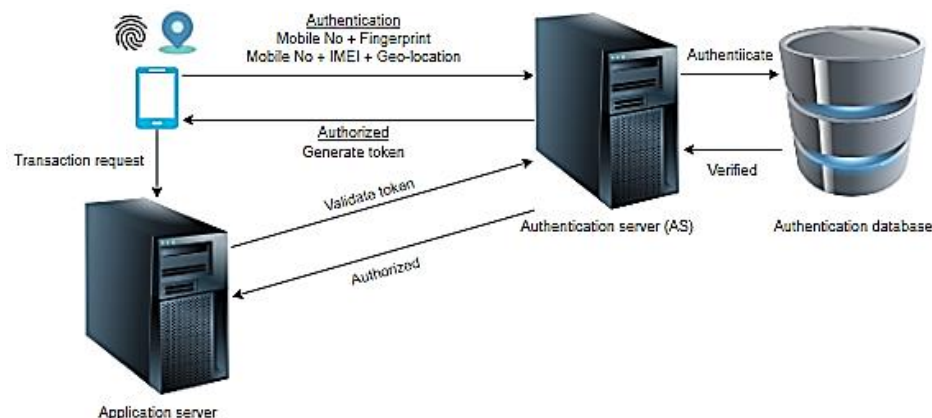 Authentication
Mobile No + Fingerprint
Mobile No + IMEI + Geo-location
Authentiicate
Authorized
Generate token
Transaction request
Verified
Validate token
Authentication server (AS)
Authentication database
Authorized
Application server